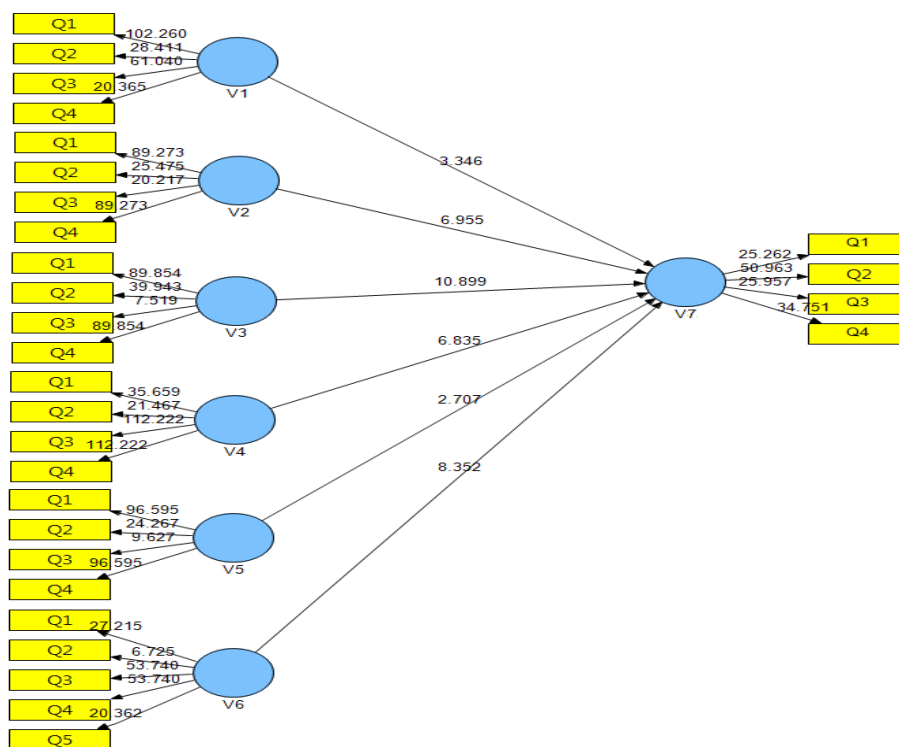 Q1
102.260
Q2
28.411
61.040
Q3
20.365
Q4
V1
3.346
Q1
89.273
Q2
25.475
20.217
Q3
89.273
Q4
V2
6.955
Q1
89.854
Q2
39.943
7.519
Q3
89.854
Q4
V3
10.899
Q1
35.659
Q2
21.467
112.222
Q3
112.222
Q4
V4
6.835
Q1
96.595
Q2
24.267
9.627
Q3
96.595
Q4
V5
2.707
Q1
27.215
Q2
6.725
53.740
Q3
53.740
Q4
20.362
Q5
V6
8.352
V7
25.262
Q1
50.963
Q2
25.957
Q3
34.751
Q4